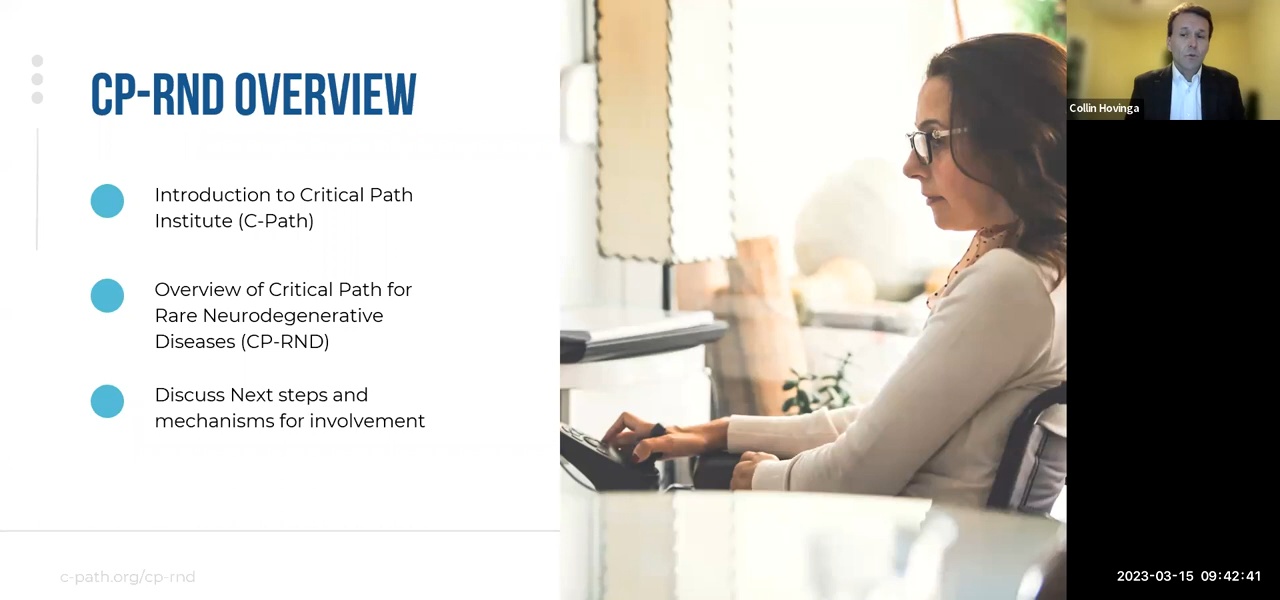 CP-RND OVERVIEW
Introduction to Critical Path
Institute (C-Path)
Overview of Critical Path for
Rare Neurodegenerative
Diseases (CP-RND)
Discuss Next steps and
mechanisms for involvement
c-path.org/cp-rnd
Collin Hovinga
2023-03-15 09:42:41